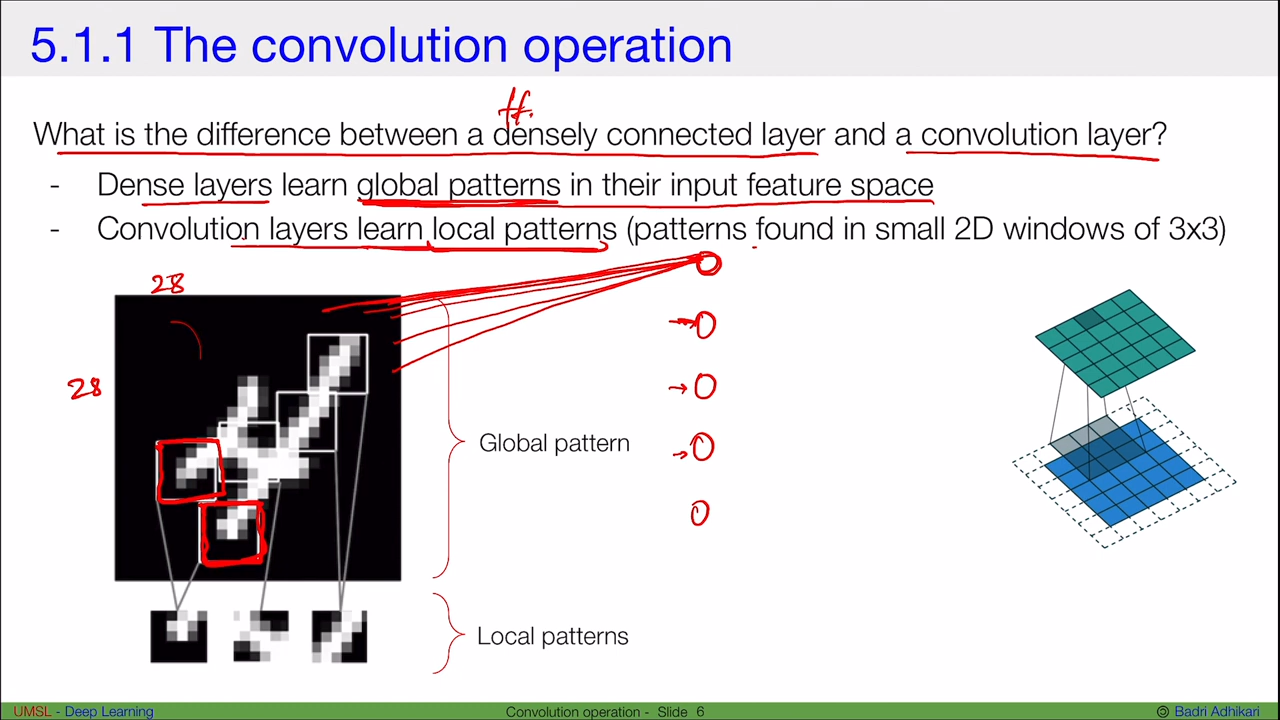 5.1.1 The convolution operation
ff.
What is the difference between a densely connected layer and a convolution layer?
- Dense layers learn global patterns in their input feature space
- Convolution layers learn local patterns (patterns found in small 2D windows of 3x3)
28
28
Global pattern
Local patterns
UMSL - Deep Learning
Convolution operation - Slide 6
© Badri Adhikari